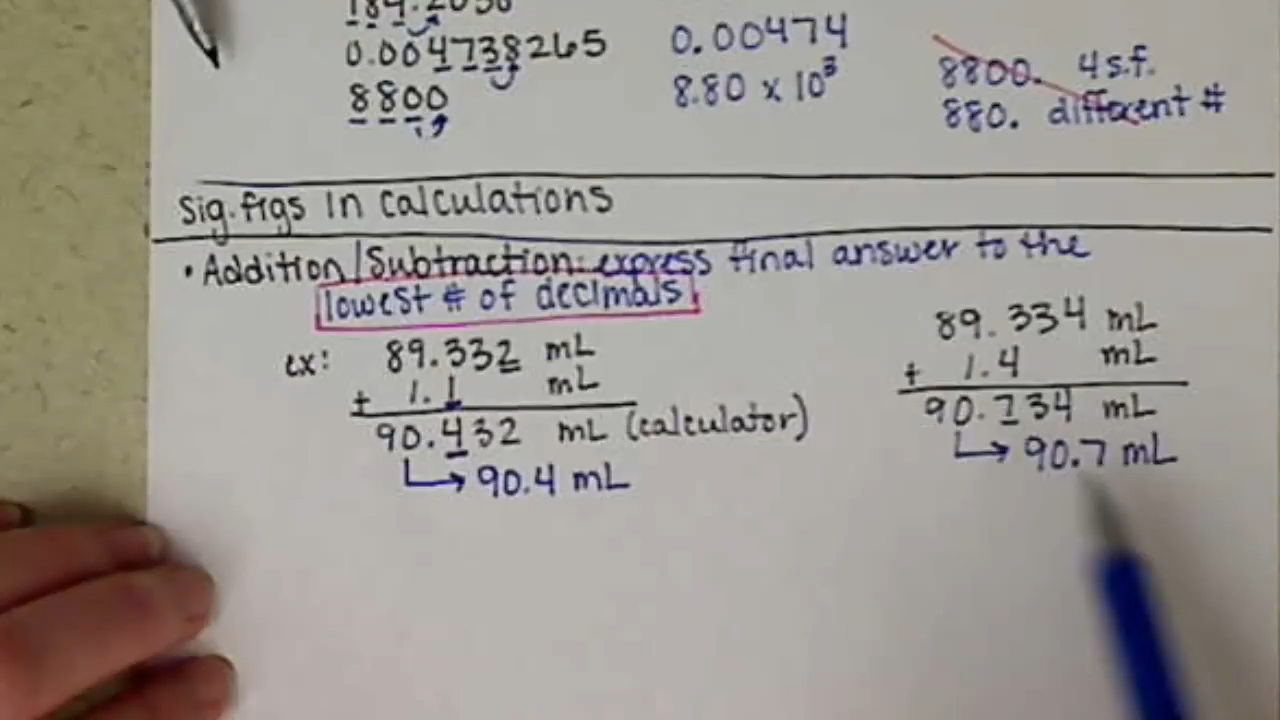 184.2036
0.004738265 0.00474
8800 8.80 x 10³
8800. 4 s.f.
880. different #
Sig. figs in calculations
• Addition/Subtraction: express final answer to the
lowest # of decimals
ex: 89.332 mL
+ 1.1 mL
90.432 mL (calculator)
→ 90.4 mL
89.334 mL
+ 1.4 mL
90.734 mL
→ 90.7 mL